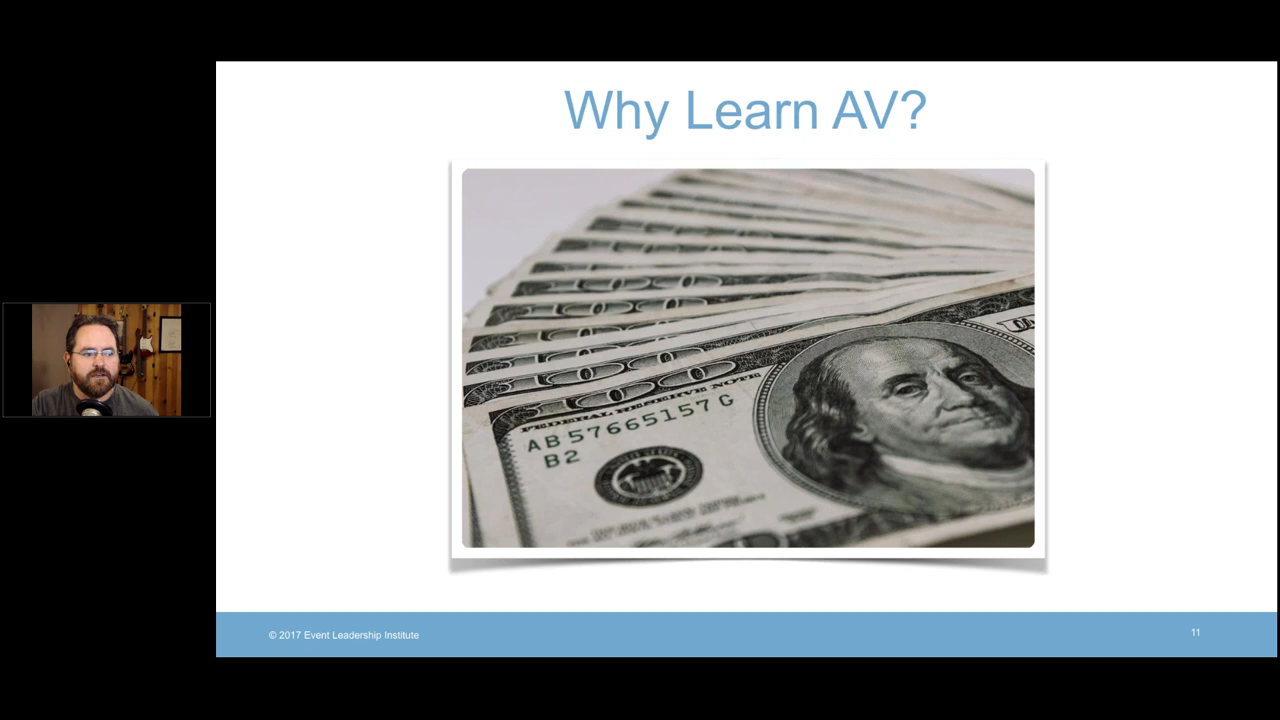 Why Learn AV?
FEDERAL RESERVE NOTE
AB 57665157 G
B2
© 2017 Event Leadership Institute
11